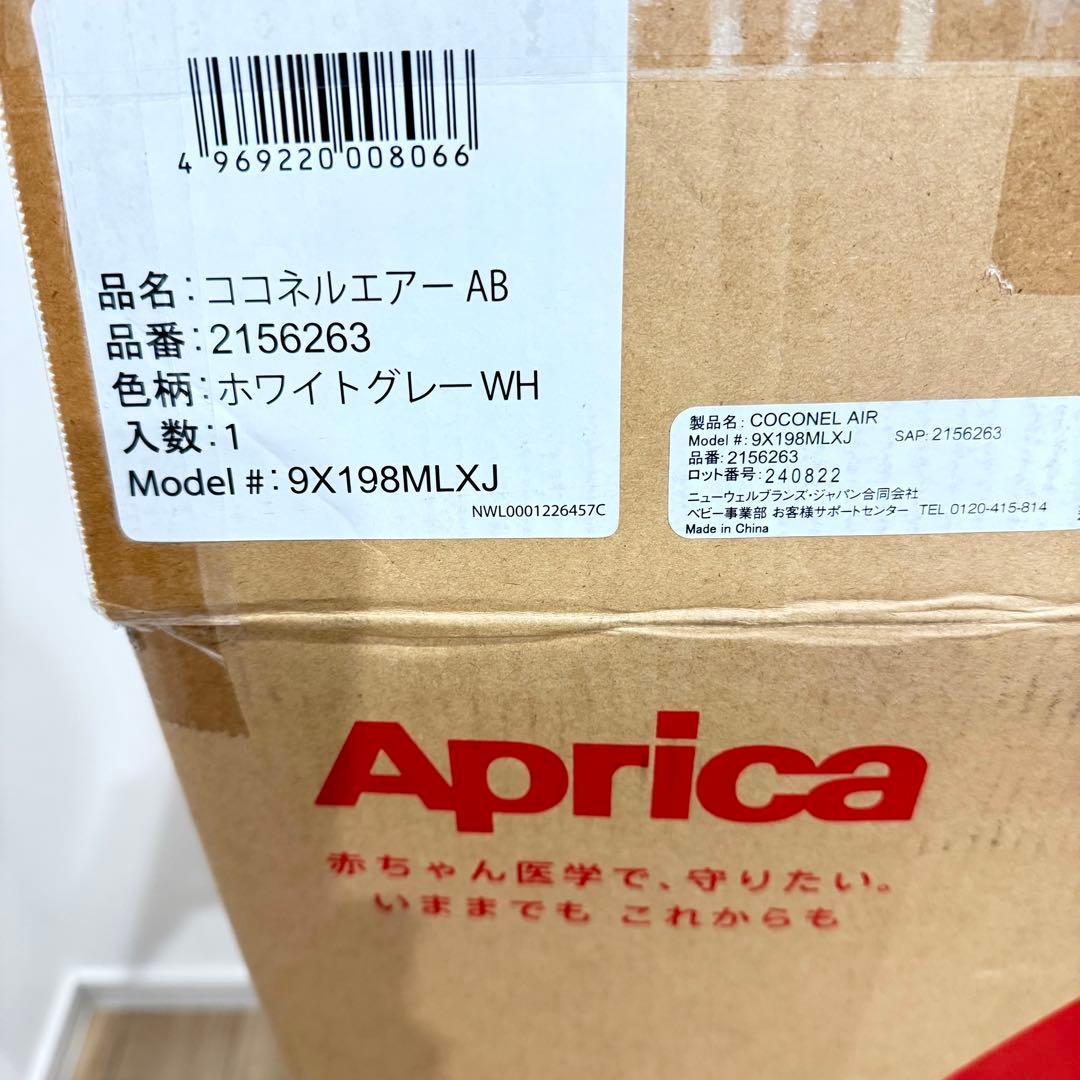 4 969220 008066
品名:ココネルエアー AB
品番:2156263
色柄:ホワイトグレー WH
入数:1
Model #: 9X198MLXJ
NWL0001226457C
製品名: COCONEL AIR
Model #: 9X198MLXJ SAP: 2156263
品番: 2156263
ロット番号:240822
ニューウェルブランズ・ジャパン合同会社
ベビー事業部 お客様サポートセンター TEL 0120-415-814
Made in China
Aprica
赤ちゃん医学で、守りたい。
いままでも これからも